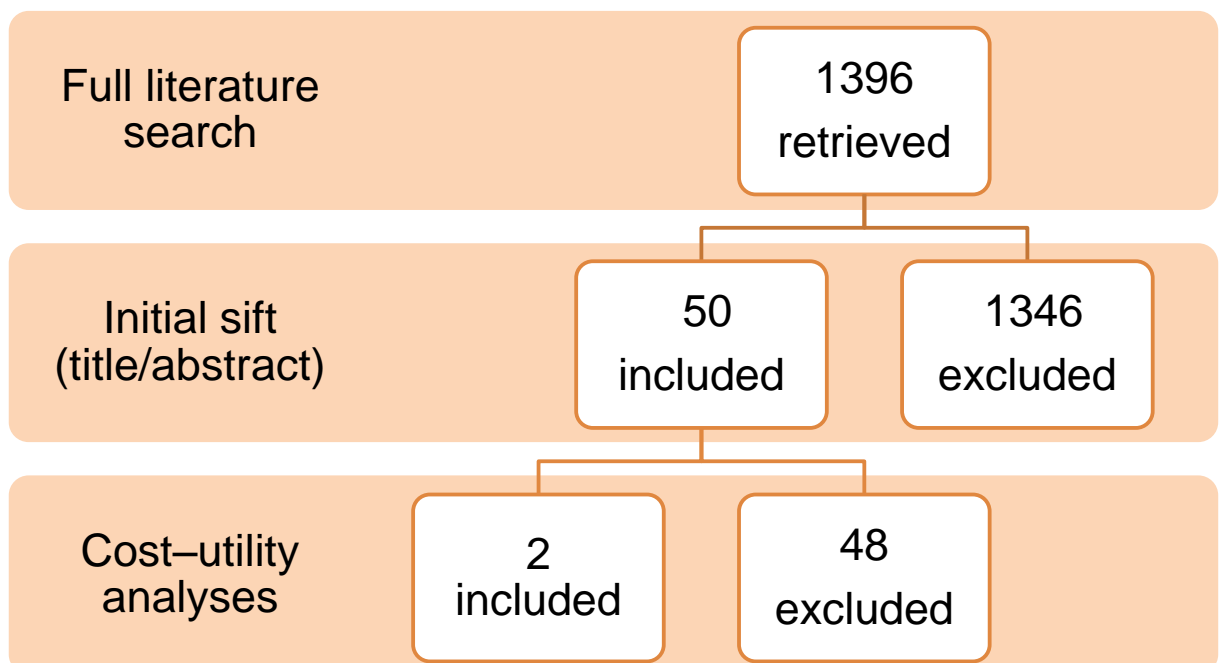 Full literature
search
1396
retrieved
Initial sift
(title/abstract)
50
included
1346
excluded
Cost–utility
analyses
2
included
48
excluded